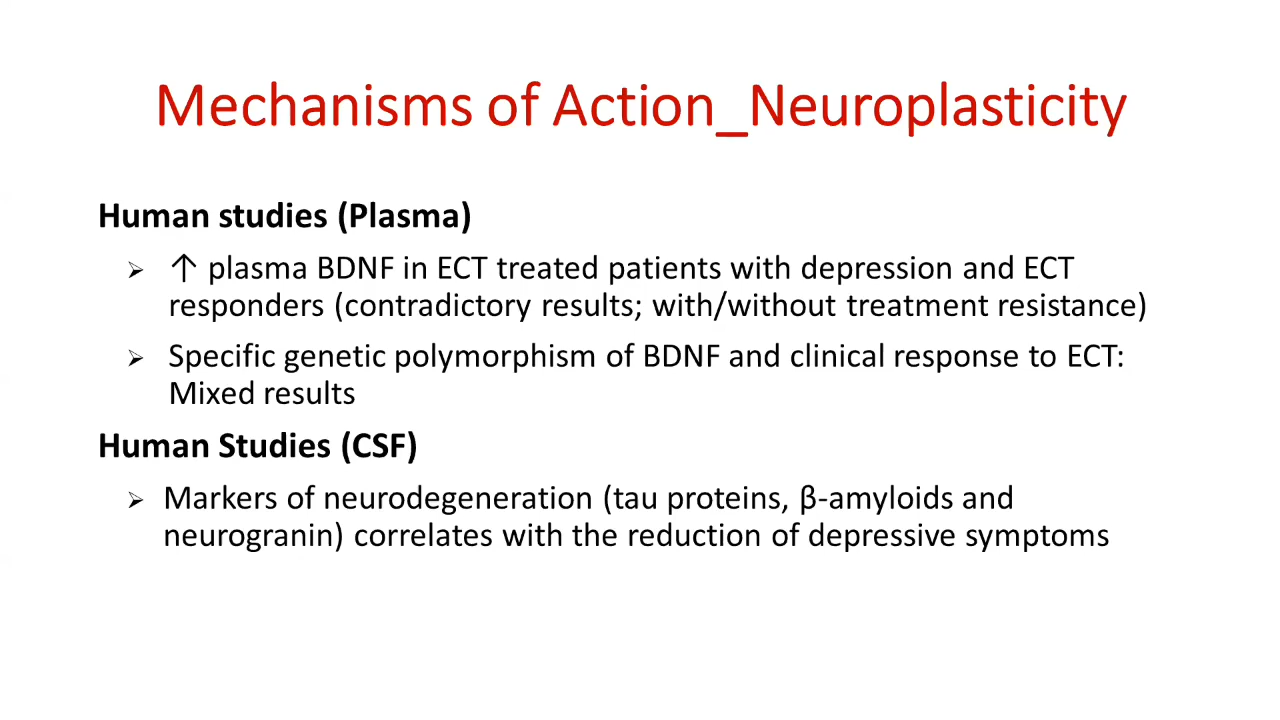 Mechanisms of Action_Neuroplasticity
Human studies (Plasma)
➢ ↑ plasma BDNF in ECT treated patients with depression and ECT
responders (contradictory results; with/without treatment resistance)
➢ Specific genetic polymorphism of BDNF and clinical response to ECT:
Mixed results
Human Studies (CSF)
➢ Markers of neurodegeneration (tau proteins, β-amyloids and
neurogranin) correlates with the reduction of depressive symptoms